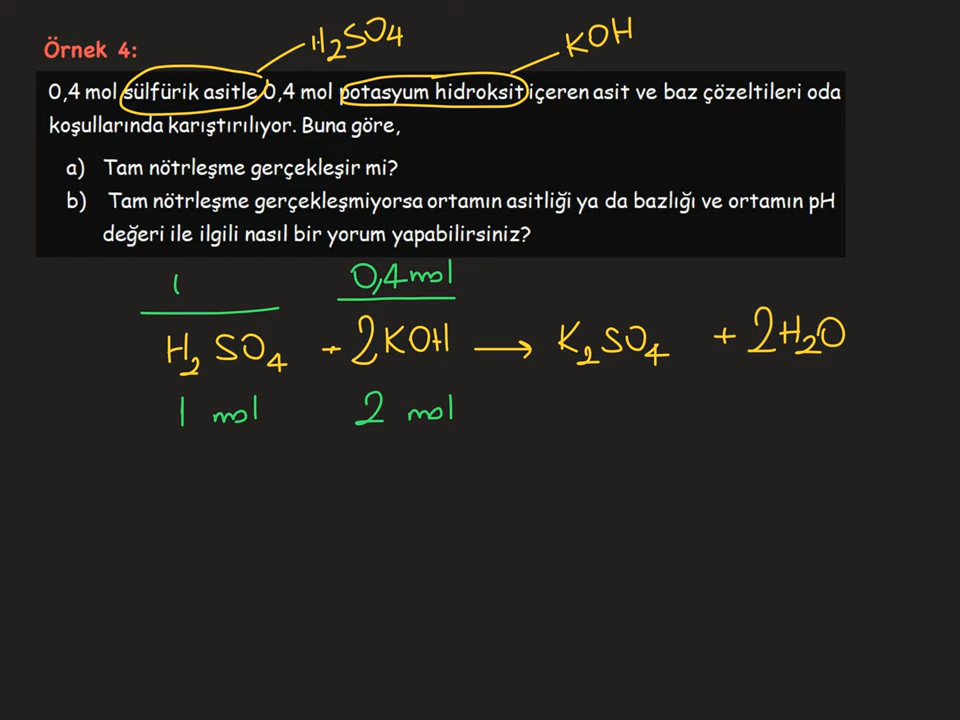 Örnek 4:
H₂SO₄
KOH
0,4 mol sülfürik asitle 0,4 mol potasyum hidroksit içeren asit ve baz çözeltileri oda
koşullarında karıştırılıyor. Buna göre,
a) Tam nötrleşme gerçekleşir mi?
b) Tam nötrleşme gerçekleşmiyorsa ortamın asitliği ya da bazlığı ve ortamın pH
değeri ile ilgili nasıl bir yorum yapabilirsiniz?
0,4 mol
H₂SO₄ + 2KOH → K₂SO₄ + 2H₂O
1 mol 2 mol